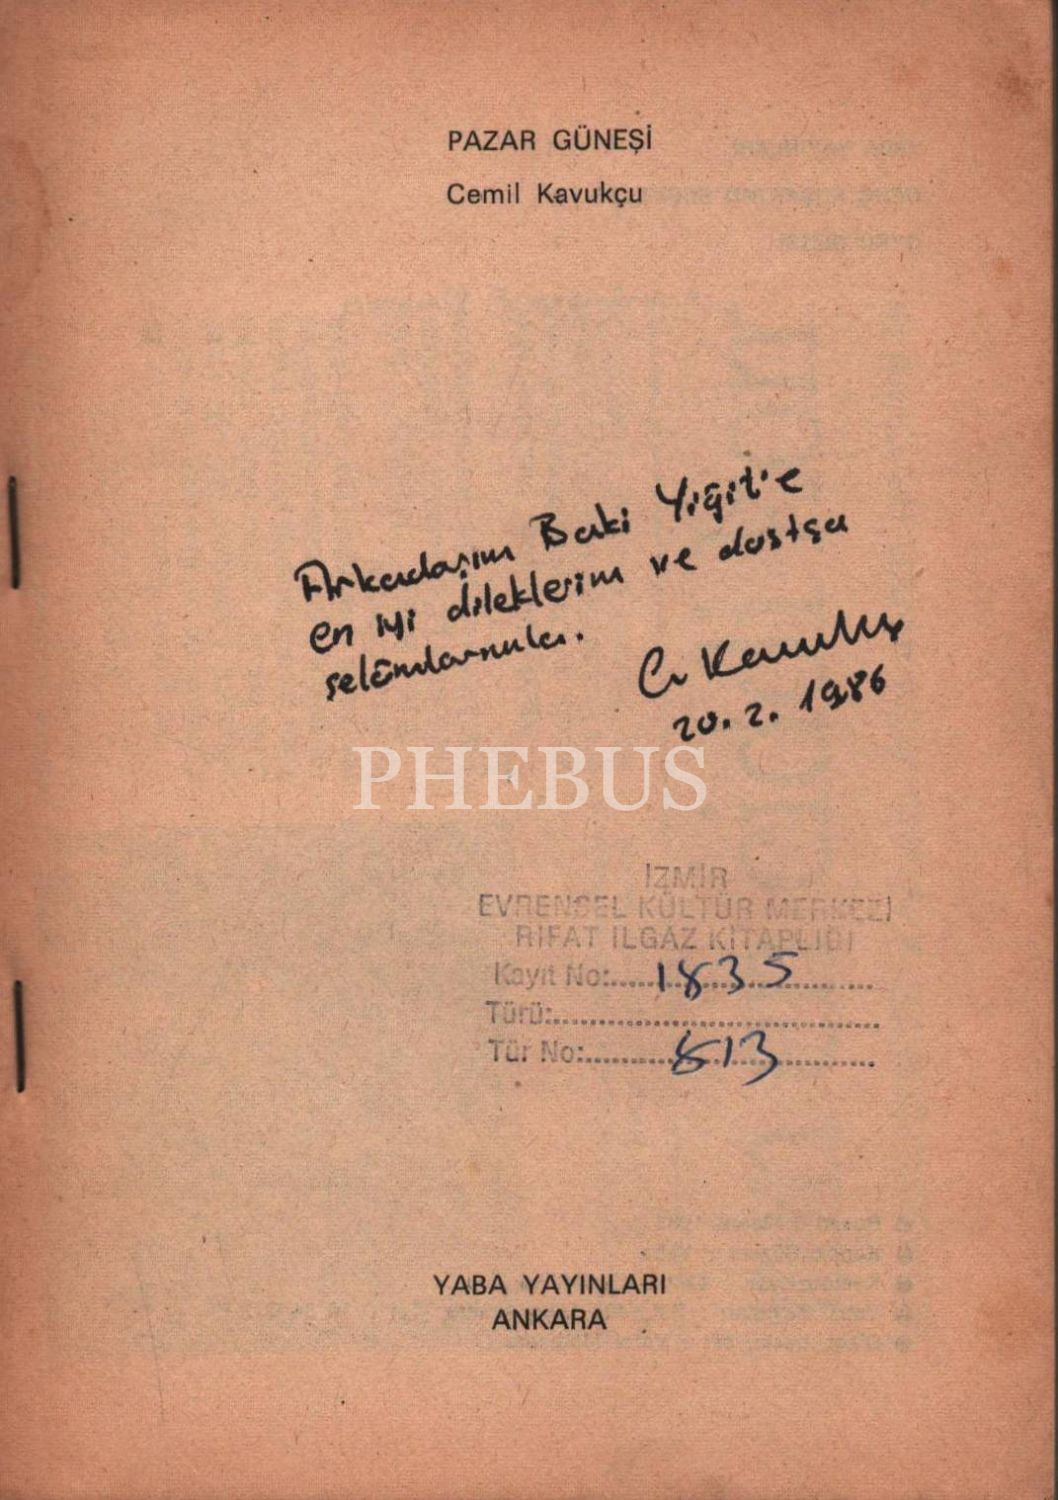 PAZAR GÜNEŞİ
Cemil Kavukçu
Arkadaşım Baki Yiğit'e
en iyi dileklerim ve dostça
selâmlarımla.
C. Kavukçu
20.2.1986
PHEBUS
İZMİR
EVRENSEL KÜLTÜR MERKEZİ
RIFAT ILGAZ KİTAPLIĞI
Kayıt No:.....1835..........
Türü:..............................
Tür No:..........813..........
YABA YAYINLARI
ANKARA